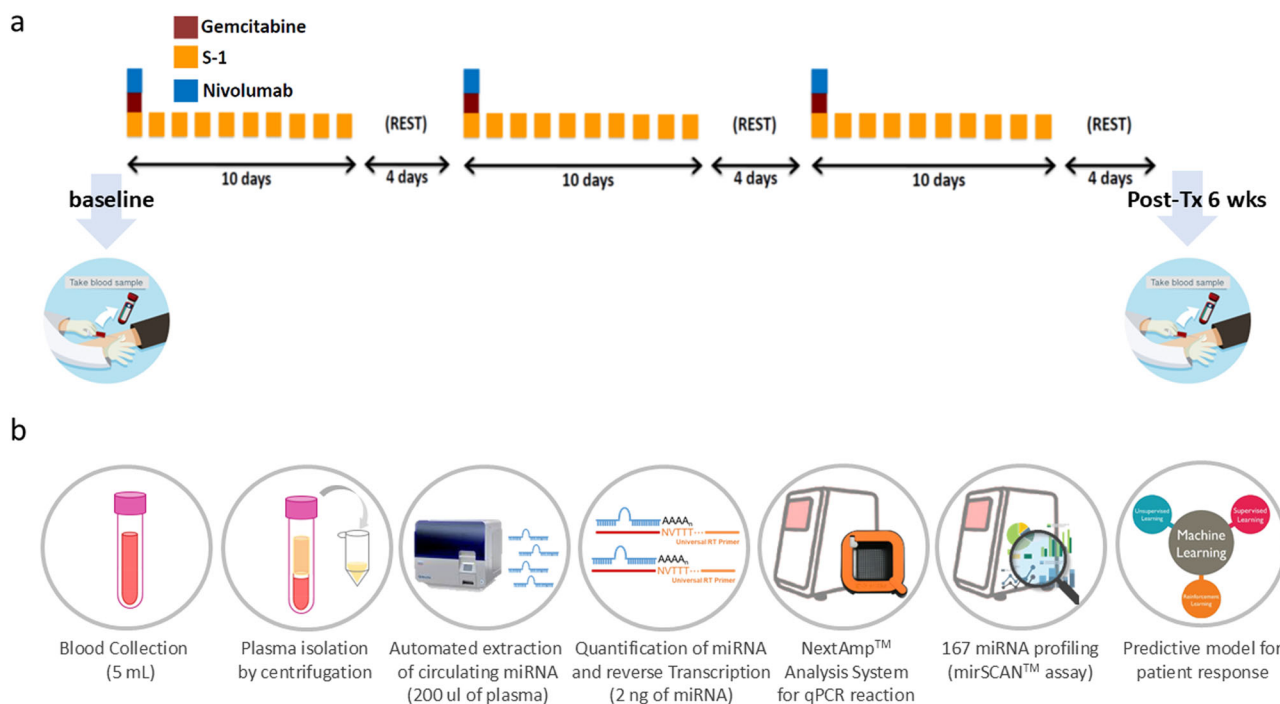 a
Gemcitabine
S-1
Nivolumab
(REST)
(REST)
(REST)
10 days
4 days
10 days
4 days
10 days
4 days
baseline
Post-Tx 6 wks
Take blood sample
Take blood sample
b
AAAAn
NVTTT...
Universal RT Primer
AAAAn
NVTTT...
Universal RT Primer
Unsupervised
Learning
Supervised
Learning
Machine
Learning
Reinforcement
Learning
Blood Collection
(5 mL)
Plasma isolation
by centrifugation
Automated extraction
of circulating miRNA
(200 ul of plasma)
Quantification of miRNA
and reverse Transcription
(2 ng of miRNA)
NextAmp™
Analysis System
for qPCR reaction
167 miRNA profiling
(mirSCAN™ assay)
Predictive model for
patient response